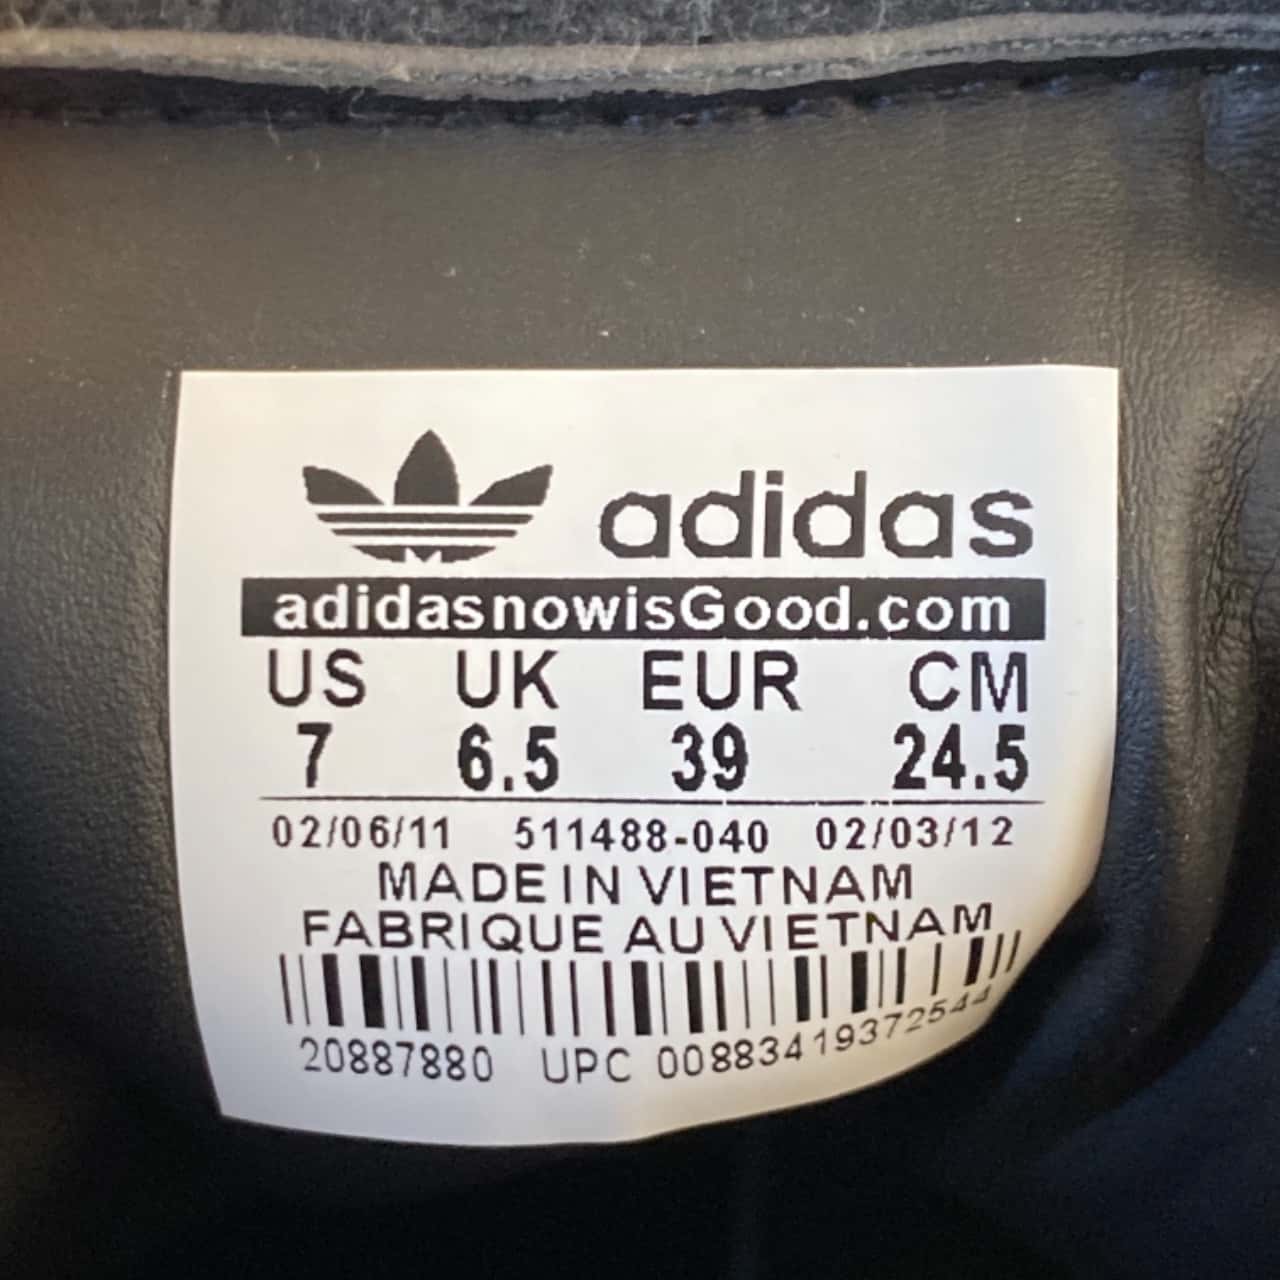 adidas
adidasnowisGood.com
US UK EUR CM
7 6.5 39 24.5
02/06/11 511488-040 02/03/12
MADE IN VIETNAM
FABRIQUE AU VIETNAM
20887880 UPC 00883419372544